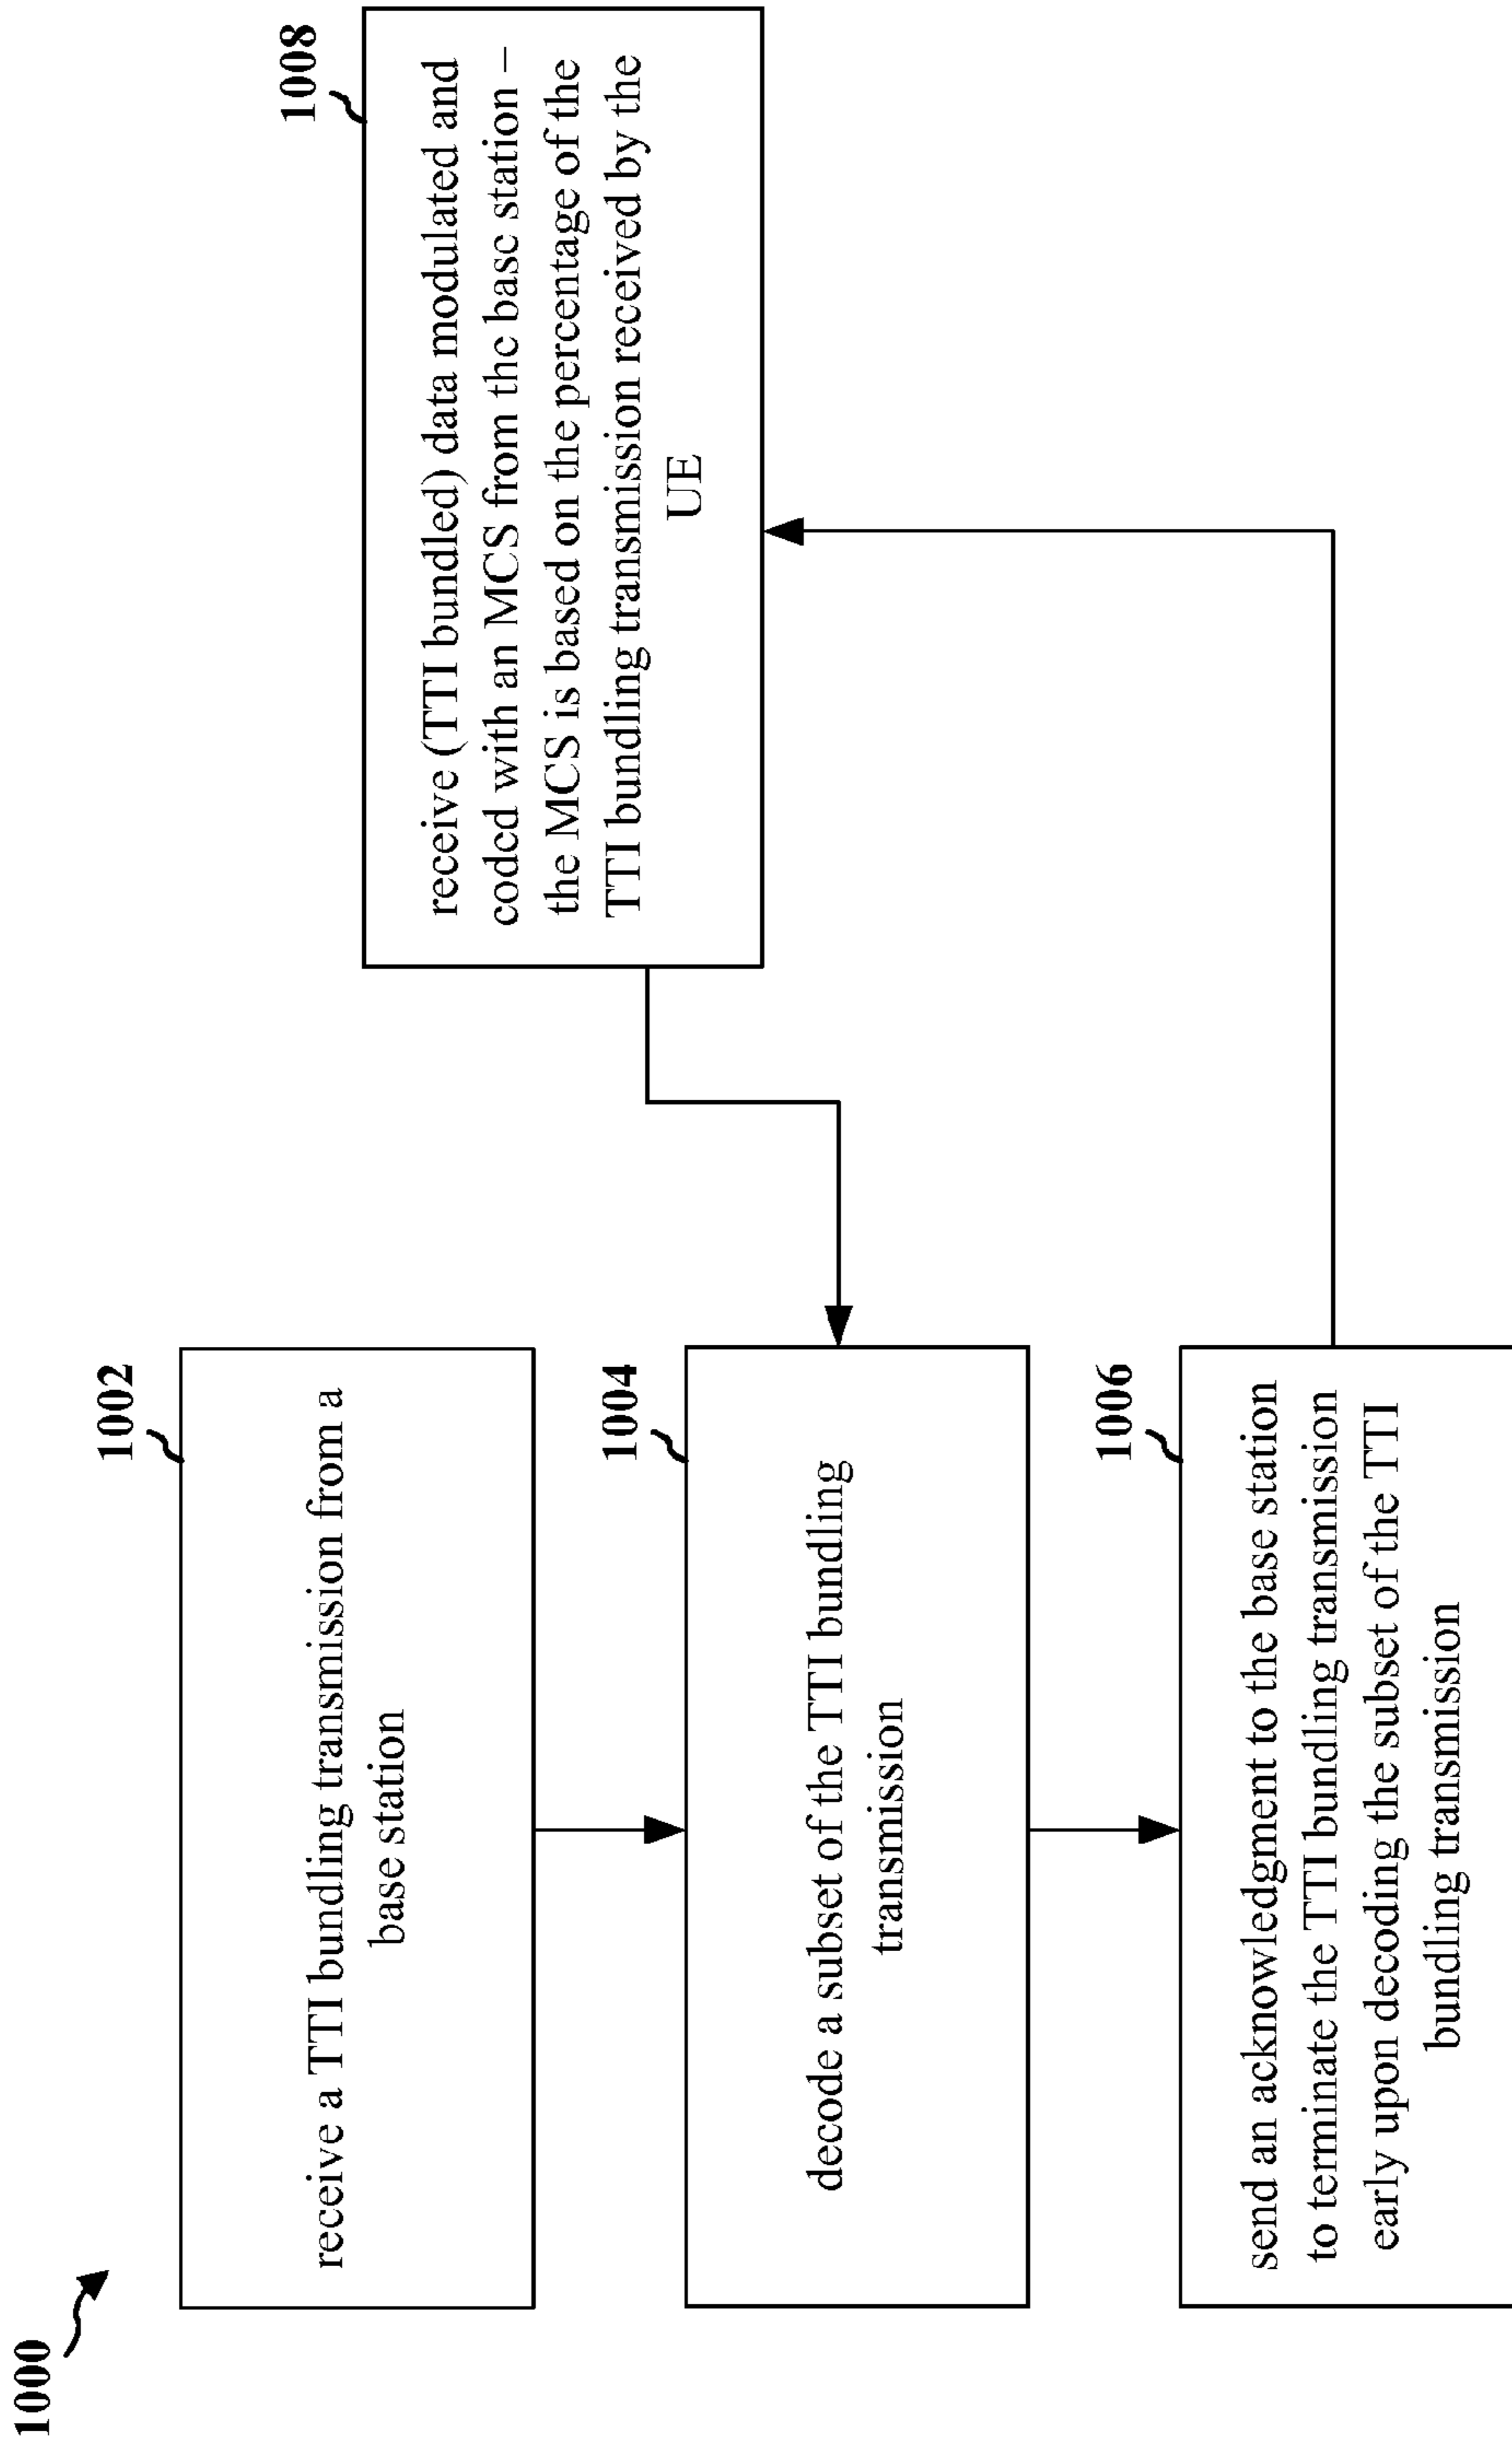 1000
1002
receive a TTI bundling transmission from a
base station
1004
decode a subset of the TTI bundling
transmission
1006
send an acknowledgment to the base station
to terminate the TTI bundling transmission
early upon decoding the subset of the TTI
bundling transmission
1008
receive (TTI bundled) data modulated and
coded with an MCS from the base station –
the MCS is based on the percentage of the
TTI bundling transmission received by the
UE